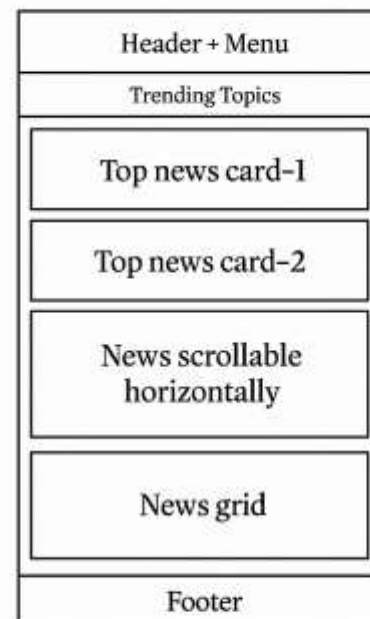 Header + Menu
Trending Topics
Top news card-1
Top news card-2
News scrollable
horizontally
News grid
Footer